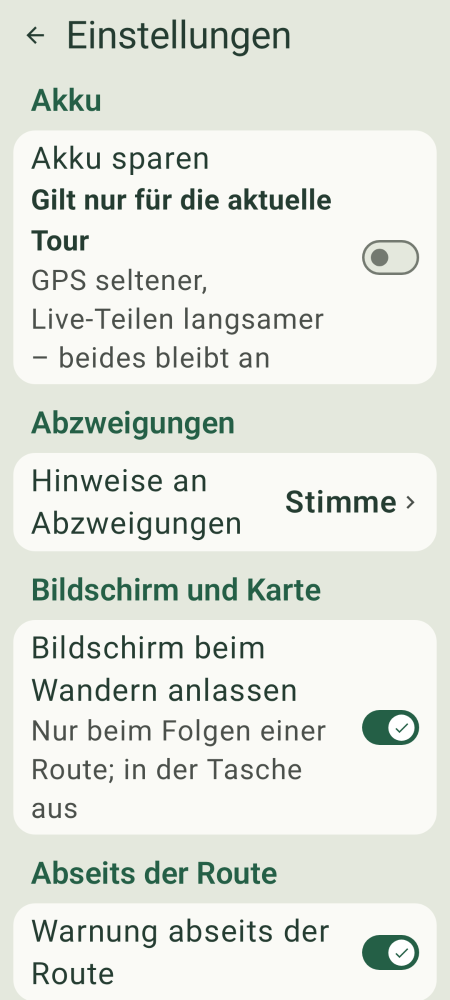 Einstellungen
Akku
Akku sparen
Gilt nur für die aktuelle
Tour
GPS seltener,
Live-Teilen langsamer
– beides bleibt an
Abzweigungen
Hinweise an
Abzweigungen
Stimme
Bildschirm und Karte
Bildschirm beim
Wandern anlassen
Nur beim Folgen einer
Route; in der Tasche
aus
Abseits der Route
Warnung abseits der
Route